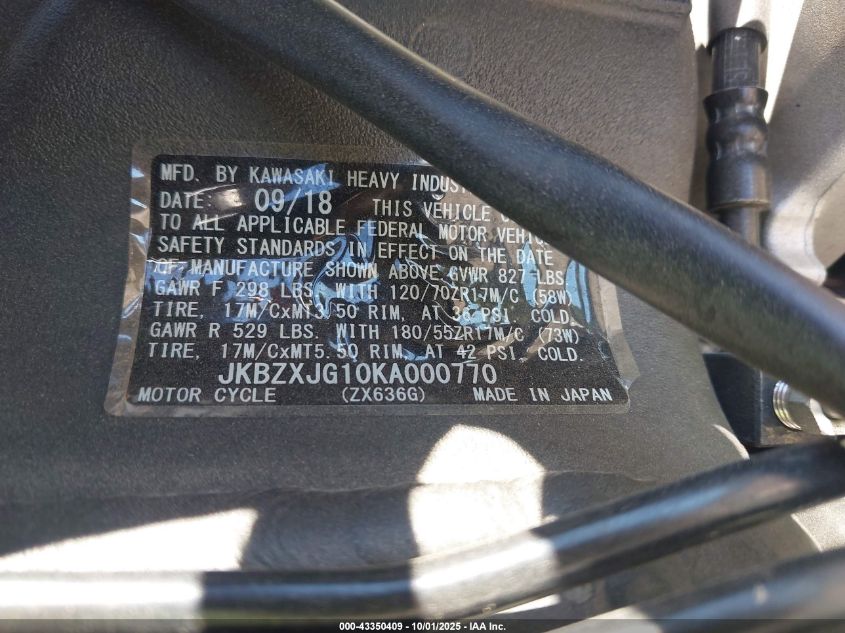 MFD. BY KAWASAKI HEAVY
DATE: 09/18 THIS VEHICLE
TO ALL APPLICABLE FEDERAL MOTOR
SAFETY STANDARDS IN EFFECT ON THE DATE
OF MANUFACTURE SHOWN ABOVE GVWR 827 LBS
GAWR F 298 LBS. WITH 120/70ZR17M/C (58W)
TIRE, 17M/CxMT3.50 RIM, AT 36 PSI. COLD.
GAWR R 529 LBS. WITH 180/55ZR17M/C (73W)
TIRE, 17M/CxMT5.50 RIM, AT 42 PSI. COLD.
JKBZXJG10KA000770
MOTOR CYCLE (ZX636G) MADE IN JAPAN
000-43350409 - 10/01/2025 - IAA Inc.